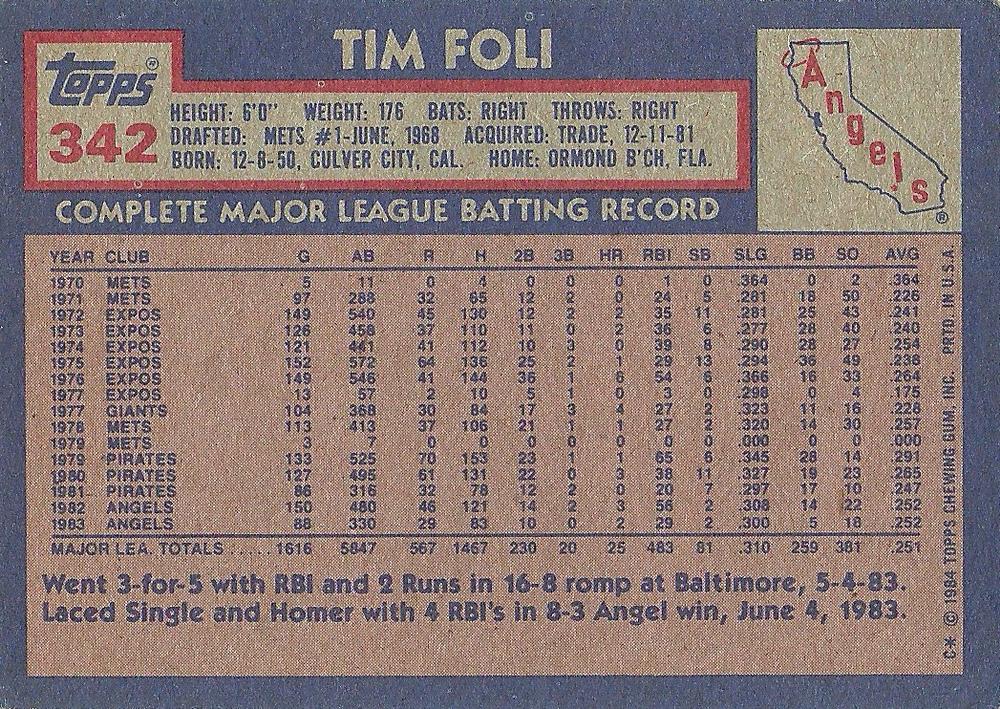 TIM FOLI
Topps®
342
HEIGHT: 6'0" WEIGHT: 176 BATS: RIGHT THROWS: RIGHT
DRAFTED: METS #1-JUNE, 1968 ACQUIRED: TRADE, 12-11-81
BORN: 12-8-50, CULVER CITY, CAL. HOME: ORMOND B'CH, FLA.
Angels ®
COMPLETE MAJOR LEAGUE BATTING RECORD
YEAR CLUB G AB R H 2B 3B HR RBI SB SLG BB SO AVG
1970 METS 5 11 0 4 0 0 0 1 0 .364 0 2 .364
1971 METS 97 288 32 65 12 2 0 24 5 .281 18 50 .226
1972 EXPOS 149 540 45 130 12 2 2 35 11 .281 25 43 .241
1973 EXPOS 126 458 37 110 11 0 2 36 6 .277 28 40 .240
1974 EXPOS 121 441 41 112 10 3 0 39 8 .290 28 27 .254
1975 EXPOS 152 572 64 136 25 2 1 29 13 .294 36 49 .238
1976 EXPOS 149 546 41 144 36 1 6 54 6 .366 16 33 .264
1977 EXPOS 13 57 2 10 5 1 0 3 0 .298 0 4 .175
1977 GIANTS 104 368 30 84 17 3 4 27 2 .323 11 16 .228
1978 METS 113 413 37 106 21 1 1 27 2 .320 14 30 .257
1979 METS 3 7 0 0 0 0 0 0 0 .000 0 0 .000
1979 PIRATES 133 525 70 153 23 1 1 65 6 .345 28 14 .291
1980 PIRATES 127 495 61 131 22 0 3 38 11 .327 19 23 .265
1981 PIRATES 86 316 32 78 12 2 0 20 7 .297 17 10 .247
1982 ANGELS 150 480 46 121 14 2 3 56 2 .308 14 22 .252
1983 ANGELS 88 330 29 83 10 0 2 29 2 .300 5 18 .252
MAJOR LEA. TOTALS ...... 1616 5847 567 1467 230 20 25 483 81 .310 259 381 .251
Went 3-for-5 with RBI and 2 Runs in 16-8 romp at Baltimore, 5-4-83.
Laced Single and Homer with 4 RBI's in 8-3 Angel win, June 4, 1983.
C* © 1984 TOPPS CHEWING GUM, INC. PRTD. IN U.S.A.